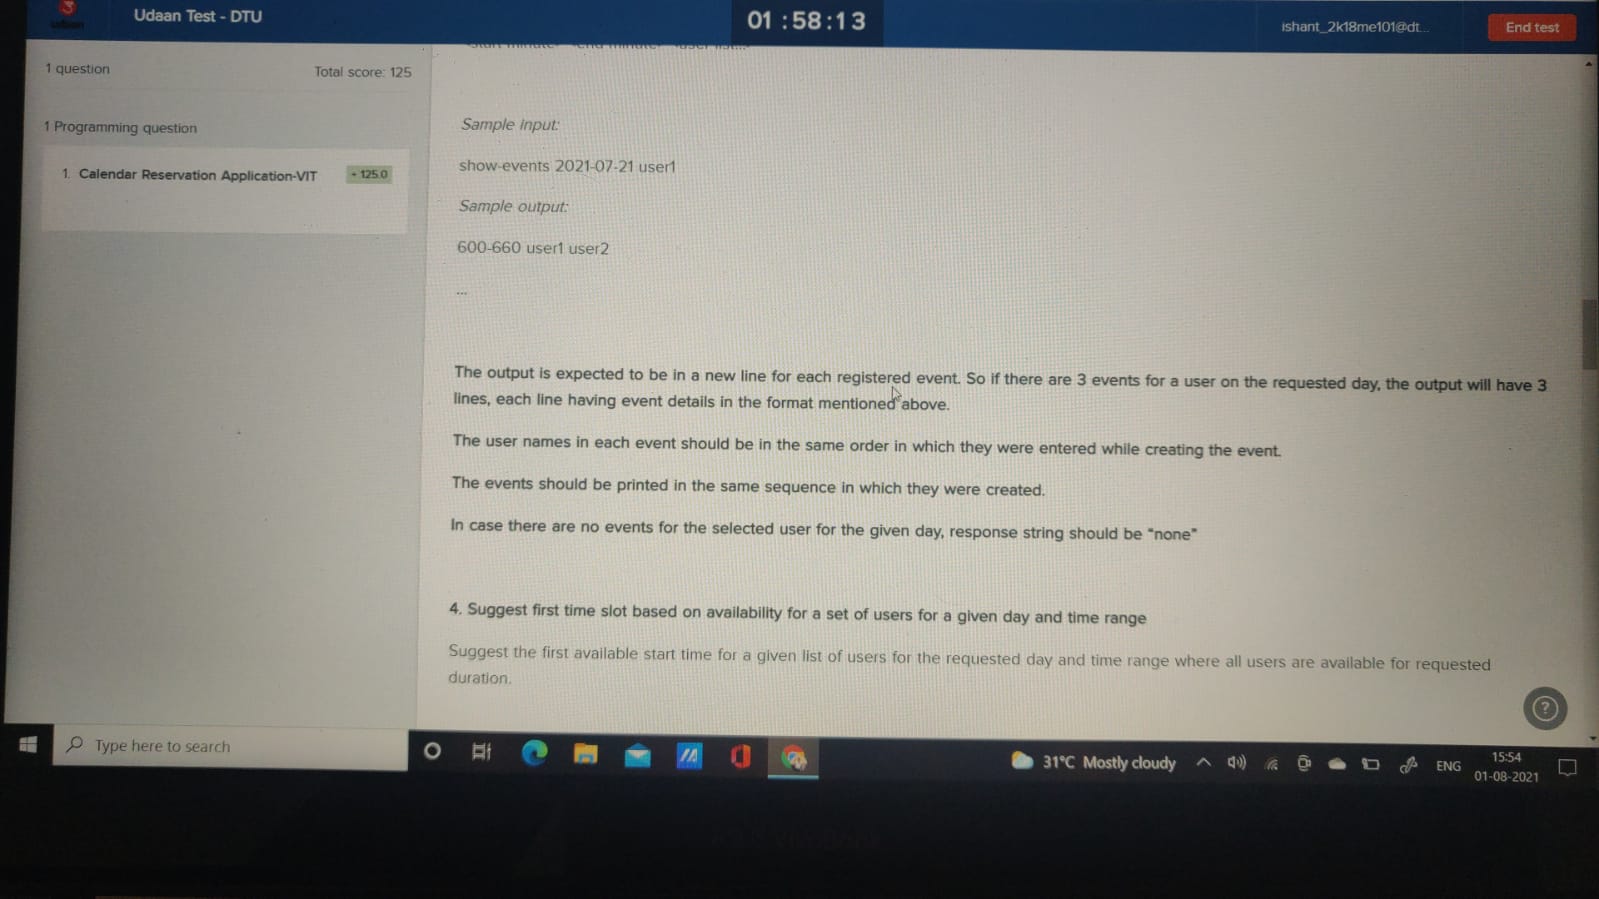 Udaan Test - DTU
01 : 58 : 13
ishant_2k18me101@dt...
End test
1 question
Total score: 125
1 Programming question
1. Calendar Reservation Application-VIT
+ 125.0
Sample input:
show-events 2021-07-21 user1
Sample output:
600-660 user1 user2
...
The output is expected to be in a new line for each registered event. So if there are 3 events for a user on the requested day, the output will have 3
lines, each line having event details in the format mentioned above.
The user names in each event should be in the same order in which they were entered while creating the event.
The events should be printed in the same sequence in which they were created.
In case there are no events for the selected user for the given day, response string should be "none"
4. Suggest first time slot based on availability for a set of users for a given day and time range
Suggest the first available start time for a given list of users for the requested day and time range where all users are available for requested
duration.
?
Type here to search
31°C Mostly cloudy
ENG
15:54
01-08-2021